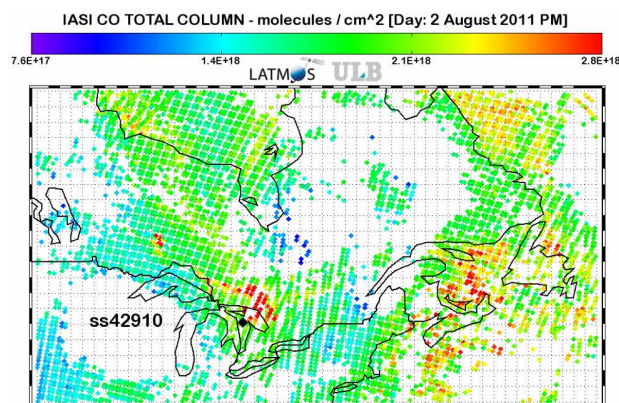 IASI CO TOTAL COLUMN - molecules / cm^2 [Day: 2 August 2011 PM]
7.6E+17 1.4E+18 2.1E+18 2.8E+18
LATMOS ULB
ss42910